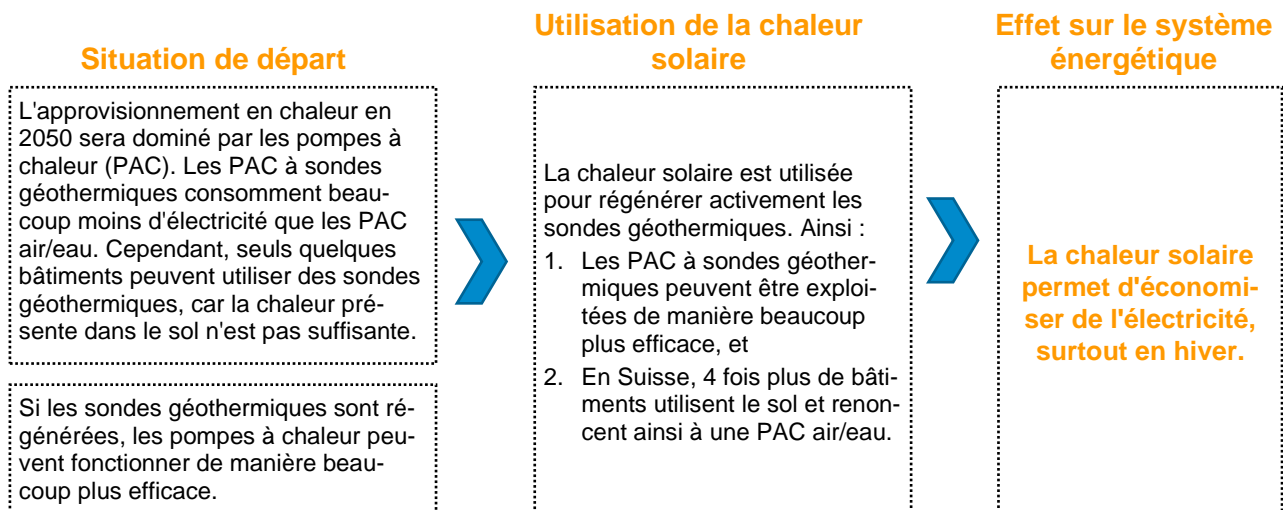 Situation de départ
L'approvisionnement en chaleur en
2050 sera dominé par les pompes à
chaleur (PAC). Les PAC à sondes
géothermiques consomment beau-
coup moins d'électricité que les PAC
air/eau. Cependant, seuls quelques
bâtiments peuvent utiliser des sondes
géothermiques, car la chaleur pré-
sente dans le sol n'est pas suffisante.
Si les sondes géothermiques sont ré-
générées, les pompes à chaleur peu-
vent fonctionner de manière beau-
coup plus efficace.
Utilisation de la chaleur
solaire
La chaleur solaire est utilisée
pour régénérer activement les
sondes géothermiques. Ainsi :
1. Les PAC à sondes géother-
miques peuvent être exploi-
tées de manière beaucoup
plus efficace, et
2. En Suisse, 4 fois plus de bâti-
ments utilisent le sol et renon-
cent ainsi à une PAC air/eau.
Effet sur le système
énergétique
La chaleur solaire
permet d'économi-
ser de l'électricité,
surtout en hiver.